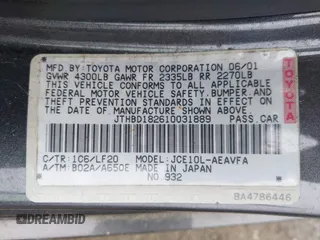 BY: TOYOTA MOTOR CORPORATION 06/01
GVWR 4300LB GAWR FR 2335LB RR 2270LB
THIS VEHICLE CONFORMS TO ALL APPLICABLE
FEDERAL MOTOR VEHICLE SAFETY, BUMPER, AND
THEFT PREVENTION STANDARDS IN EFFECT ON
THE DATE OF MANUFACTURE SHOWN ABOVE.
JTHBD182610031889 PASS.CAR
C/TR: 1C6/LF20 MODEL: JCE10L-AEAVFA
A/TM: B02A/A650E MADE IN JAPAN
NO.932
BA4786446
TOYOTA
© AUTOBIDMASTER